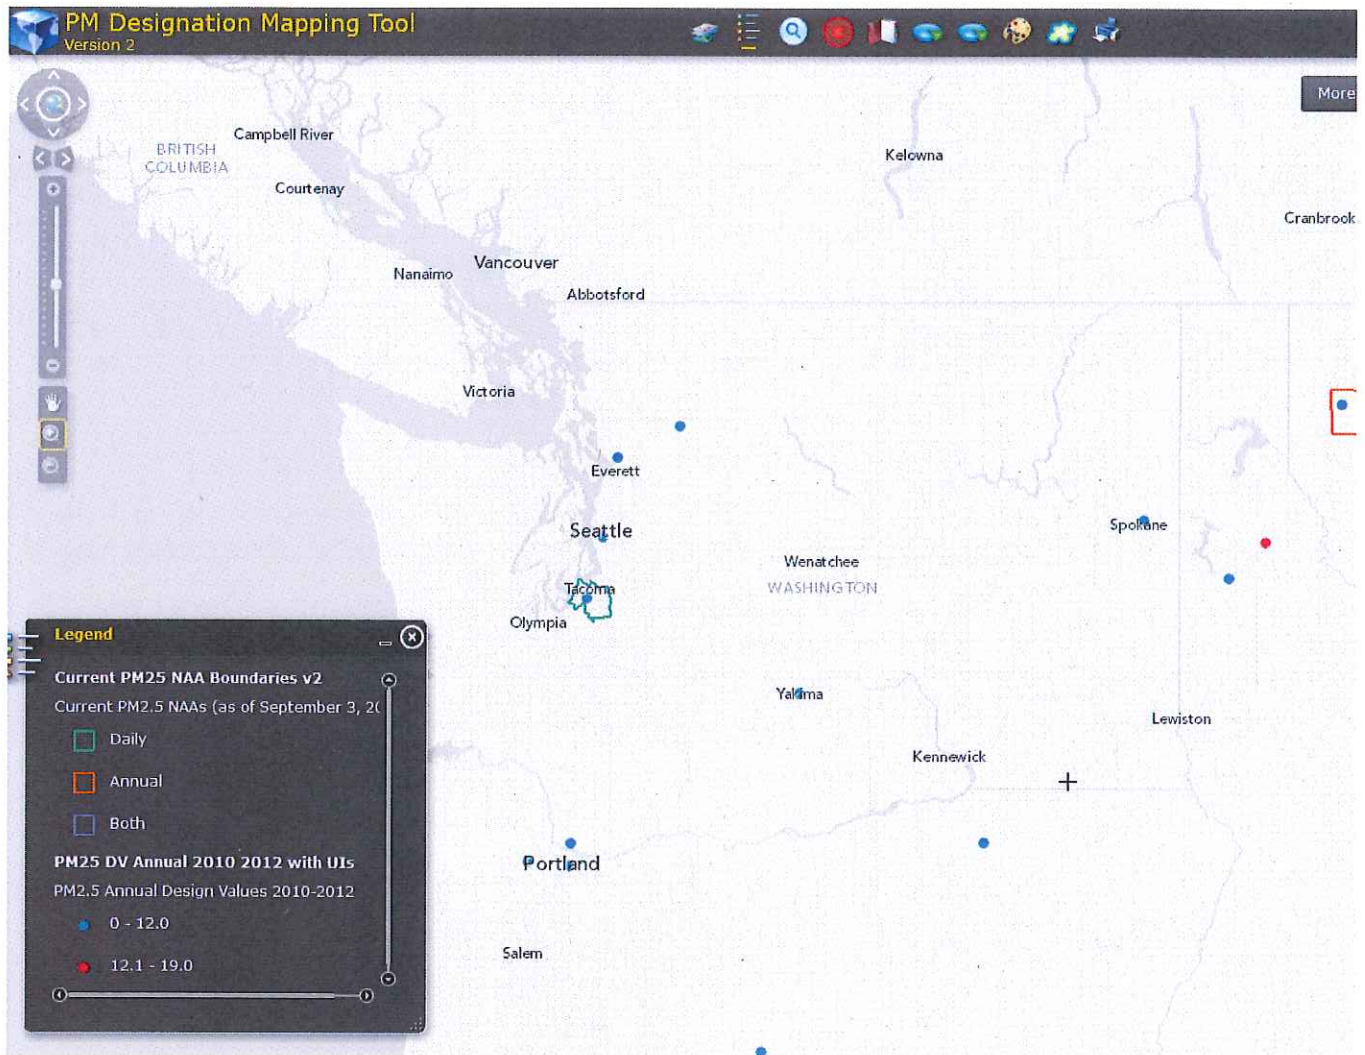 PM Designation Mapping Tool
Version 2
More
Campbell River
BRITISH
COLUMBIA
Kelowna
Courtenay
Cranbrook
Vancouver
Nanaimo
Abbotsford
Victoria
Everett
Spokane
Seattle
Wenatchee
Tacoma
WASHINGTON
Olympia
Yakima
Lewiston
Kennewick
Portland
Salem
Legend
Current PM25 NAA Boundaries v2
Current PM2.5 NAAs (as of September 3, 20
Daily
Annual
Both
PM25 DV Annual 2010 2012 with UIs
PM2.5 Annual Design Values 2010-2012
0 - 12.0
12.1 - 19.0